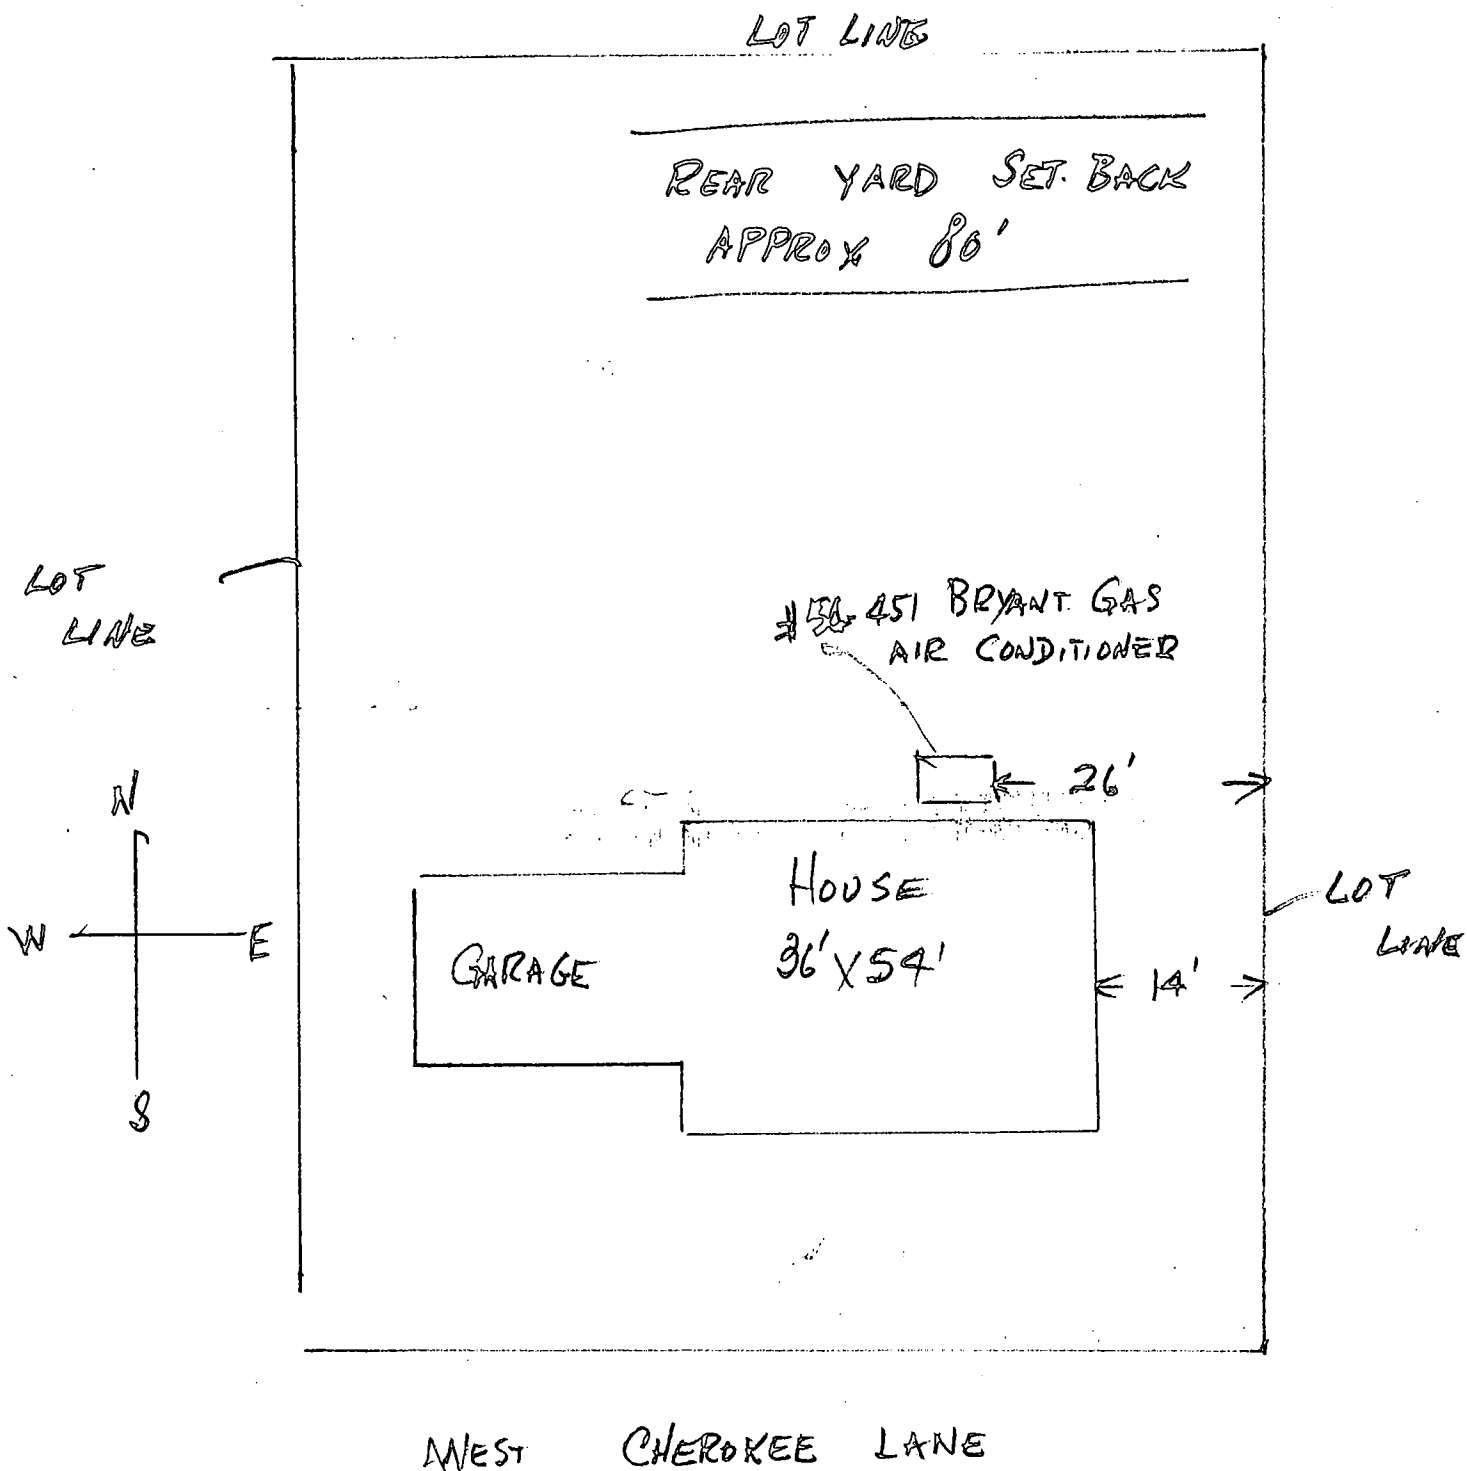 LOT LINE
REAR YARD SET. BACK
APPROX 80'
LOT
LINE
451 BRYANT GAS
AIR CONDITIONER
26'
N
W
E
S
HOUSE
36' X 54'
GARAGE
14'
LOT
LINE
WEST CHEROKEE LANE